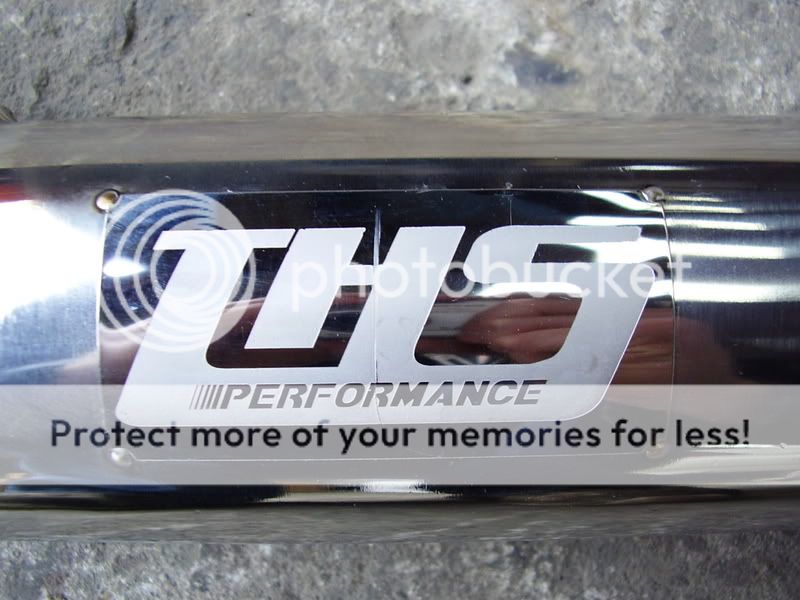 THS
PERFORMANCE
photobucket
Protect more of your memories for less!